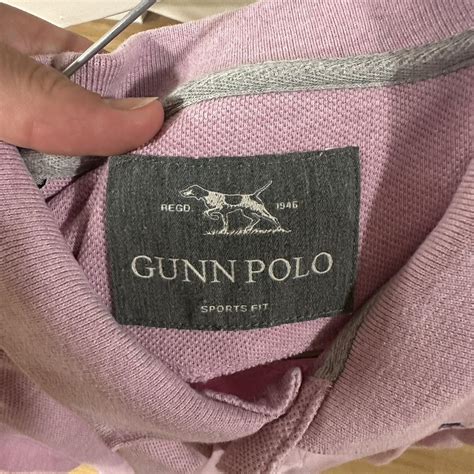 REGD. 1946
GUNN POLO
SPORTS FIT